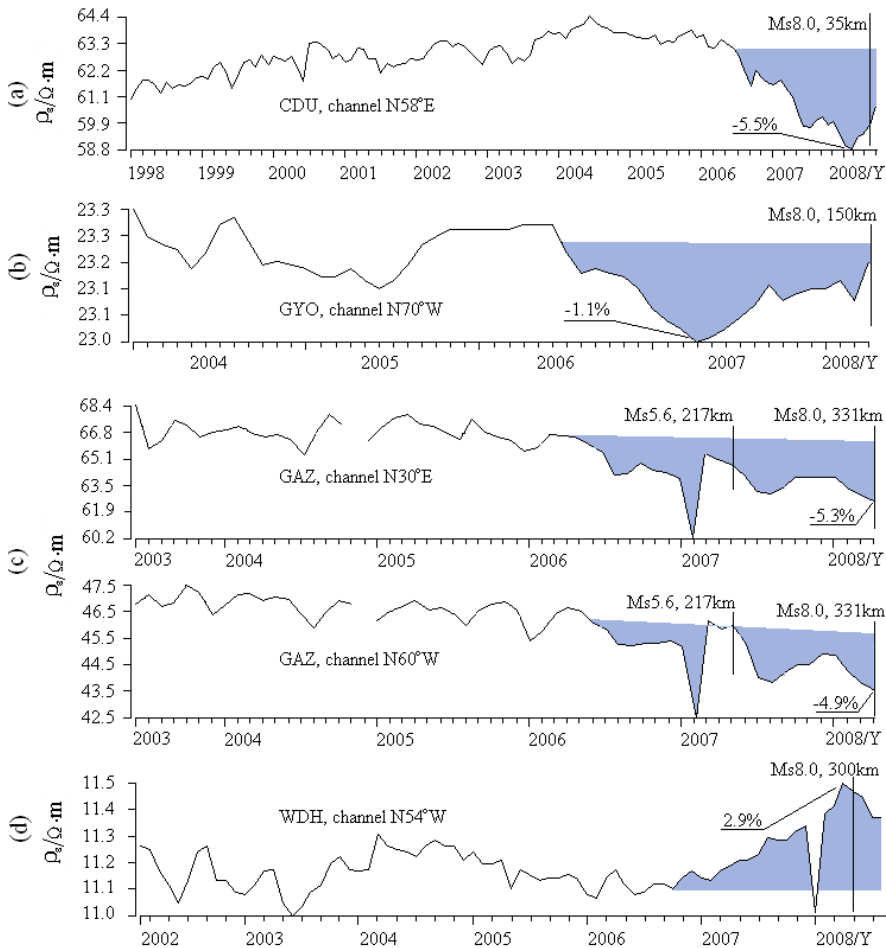 (a)
ρs/Ω·m
64.4
63.3
62.2
61.1
59.9
58.8
Ms8.0, 35km
CDU, channel N58°E
-5.5%
1998 1999 2000 2001 2002 2003 2004 2005 2006 2007 2008/Y
(b)
ρs/Ω·m
23.3
23.3
23.2
23.1
23.1
23.0
Ms8.0, 150km
GYO, channel N70°W
-1.1%
2004 2005 2006 2007 2008/Y
(c)
ρs/Ω·m
68.4
66.8
65.1
63.5
61.9
60.2
Ms5.6, 217km Ms8.0, 331km
GAZ, channel N30°E
-5.3%
2003 2004 2005 2006 2007 2008/Y
47.5
46.5
45.5
44.5
43.5
42.5
Ms5.6, 217km Ms8.0, 331km
GAZ, channel N60°W
-4.9%
2003 2004 2005 2006 2007 2008/Y
(d)
ρs/Ω·m
11.5
11.4
11.3
11.2
11.1
11.0
Ms8.0, 300km
WDH, channel N54°W
2.9%
2002 2003 2004 2005 2006 2007 2008/Y